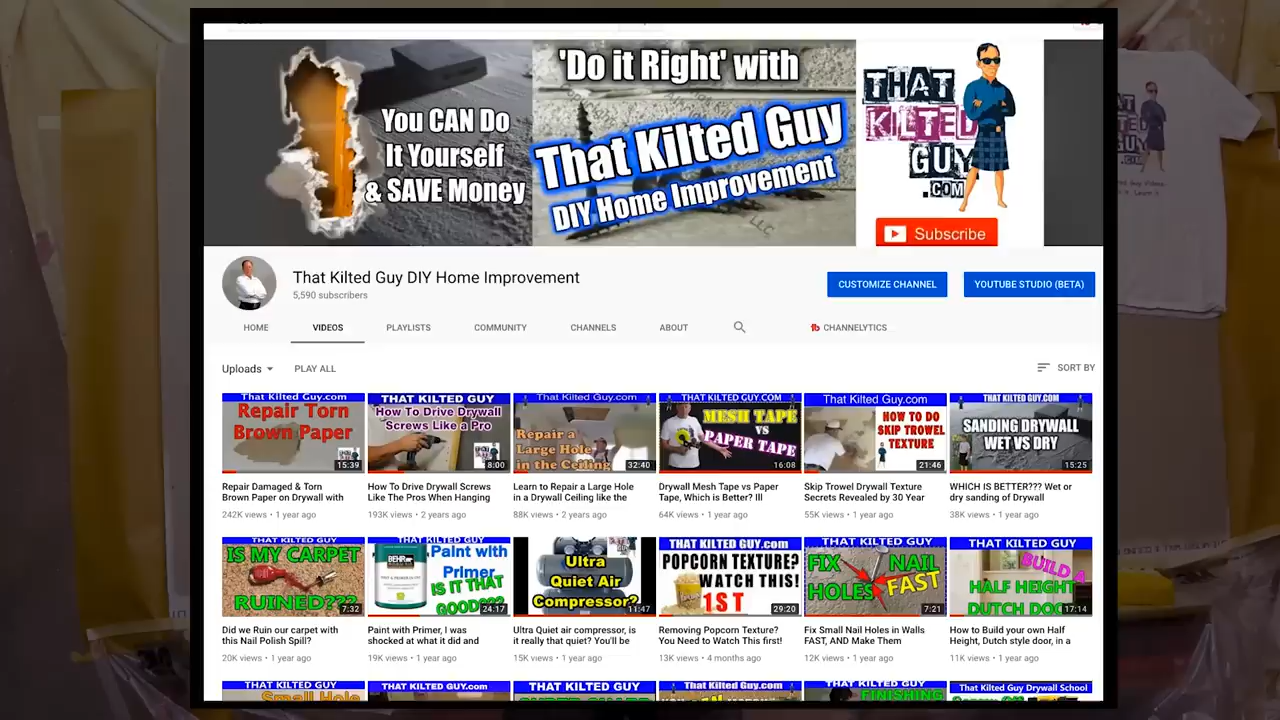 You CAN Do
It Yourself
& SAVE Money
'Do it Right' with
That Kilted Guy
DIY Home Improvement
LLC
THAT
KILTED
GUY
.COM
Subscribe
That Kilted Guy DIY Home Improvement
5,590 subscribers
CUSTOMIZE CHANNEL
YOUTUBE STUDIO (BETA)
HOME
VIDEOS
PLAYLISTS
COMMUNITY
CHANNELS
ABOUT
CHANNELYTICS
Uploads
PLAY ALL
SORT BY
That Kilted Guy.com
Repair Torn
Brown Paper
15:39
Repair Damaged & Torn
Brown Paper on Drywall with
242K views • 1 year ago
THAT KILTED GUY
How To Drive Drywall
Screws Like a Pro
8:00
How To Drive Drywall Screws
Like The Pros When Hanging
193K views • 2 years ago
That Kilted Guy.com
Repair a
Large Hole
in the Ceiling
32:40
Learn to Repair a Large Hole
in a Drywall Ceiling like the
88K views • 2 years ago
THAT KILTED GUY.COM
MESH TAPE
VS
PAPER TAPE
16:08
Drywall Mesh Tape vs Paper
Tape, Which is Better? Ill
64K views • 1 year ago
That Kilted Guy.com
HOW TO DO
SKIP TROWEL
TEXTURE
21:46
Skip Trowel Drywall Texture
Secrets Revealed by 30 Year
55K views • 1 year ago
THAT KILTED GUY.COM
SANDING DRYWALL
WET VS DRY
15:25
WHICH IS BETTER??? Wet or
dry sanding of Drywall
38K views • 1 year ago
THAT KILTED GUY
IS MY CARPET
RUINED???
7:32
Did we Ruin our carpet with
this Nail Polish Spill?
20K views • 1 year ago
THAT KILTED GUY
BEHR
Paint with
Primer
IS IT THAT
GOOD???
24:17
Paint with Primer, I was
shocked at what it did and
19K views • 1 year ago
Ultra
Quiet Air
Compressor?
11:47
Ultra Quiet air compressor, is
it really that quiet? You'll be
15K views • 1 year ago
THAT KILTED GUY.com
POPCORN TEXTURE?
WATCH THIS!
1ST
29:20
Removing Popcorn Texture?
You Need to Watch This first!
13K views • 4 months ago
THAT KILTED GUY
FIX NAIL
HOLES FAST
7:21
Fix Small Nail Holes in Walls
FAST, AND Make Them
12K views • 1 year ago
THAT KILTED GUY
BUILD A
HALF HEIGHT
DUTCH DOOR
17:14
How to Build your own Half
Height, Dutch style door, in a
11K views • 1 year ago
THAT KILTED GUY
Small Hole
THAT KILTED GUY.com
THAT KILTED GUY
THAT KILTED GUY.com
THAT KILTED GUY
FINISHING
That Kilted Guy Drywall School